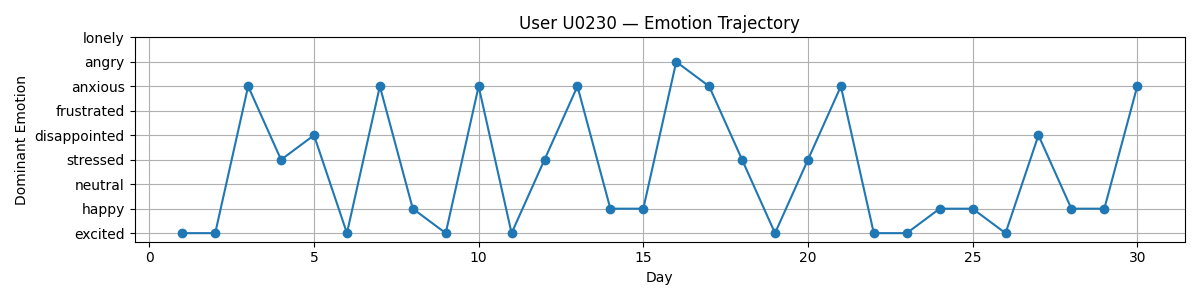 User U0230 — Emotion Trajectory
Dominant Emotion
lonely
angry
anxious
frustrated
disappointed
stressed
neutral
happy
excited
0 5 10 15 20 25 30
Day